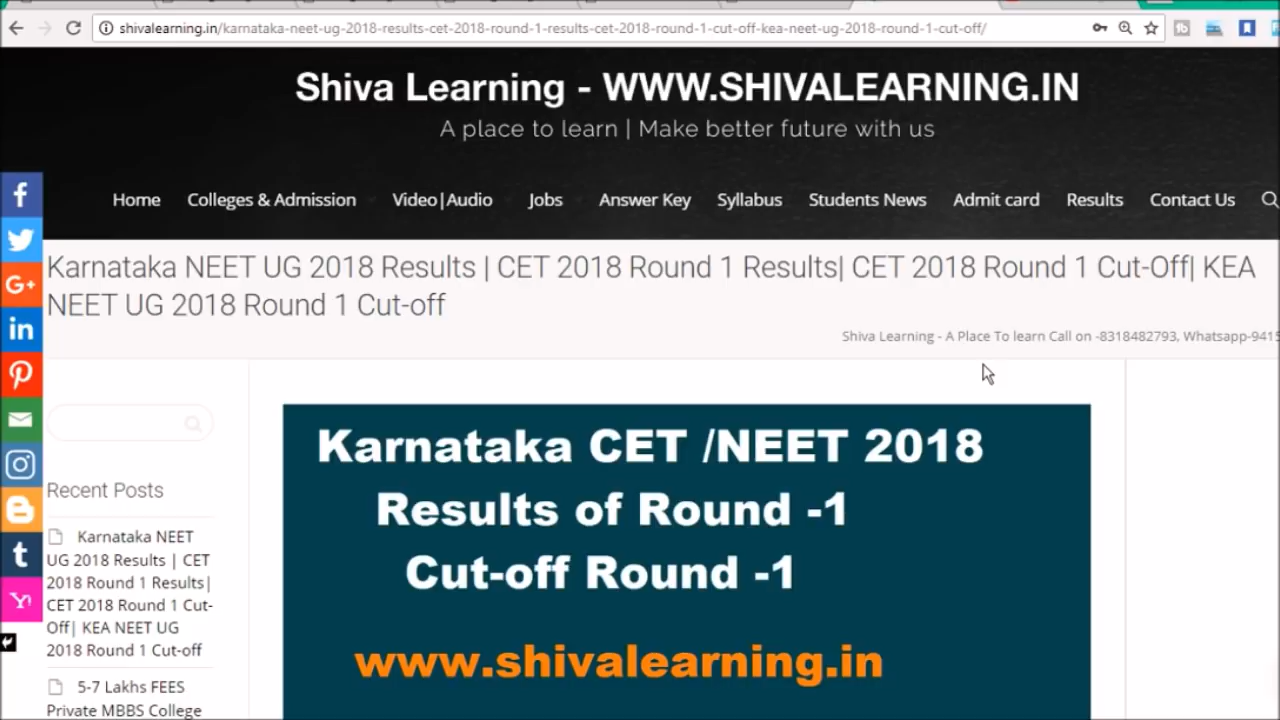 shivalearning.in/karnataka-neet-ug-2018-results-cet-2018-round-1-results-cet-2018-round-1-cut-off-kea-neet-ug-2018-round-1-cut-off/
Shiva Learning - WWW.SHIVALEARNING.IN
A place to learn | Make better future with us
Home Colleges & Admission Video|Audio Jobs Answer Key Syllabus Students News Admit card Results Contact Us
Karnataka NEET UG 2018 Results | CET 2018 Round 1 Results| CET 2018 Round 1 Cut-Off| KEA
NEET UG 2018 Round 1 Cut-off
Shiva Learning - A Place To learn Call on -8318482793, Whatsapp-9415
Karnataka CET /NEET 2018
Results of Round -1
Cut-off Round -1
www.shivalearning.in
Recent Posts
Karnataka NEET
UG 2018 Results | CET
2018 Round 1 Results|
CET 2018 Round 1 Cut-
Off| KEA NEET UG
2018 Round 1 Cut-off
5-7 Lakhs FEES
Private MBBS College